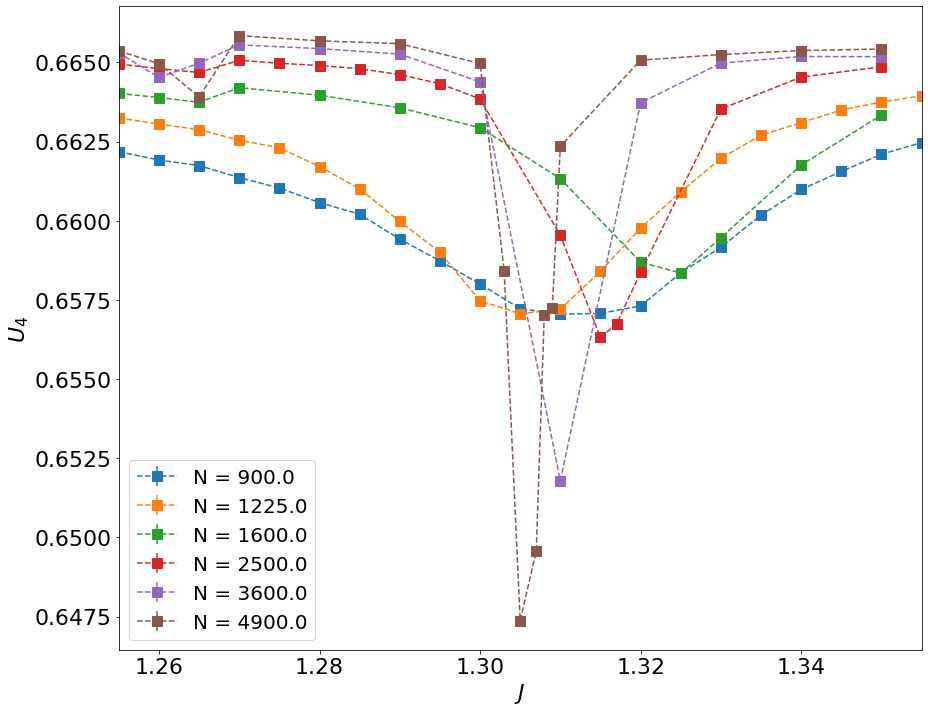 0.6650
0.6625
0.6600
0.6575
0.6550
0.6525
0.6500
0.6475
U₄
N = 900.0
N = 1225.0
N = 1600.0
N = 2500.0
N = 3600.0
N = 4900.0
1.26 1.28 1.30 1.32 1.34
J